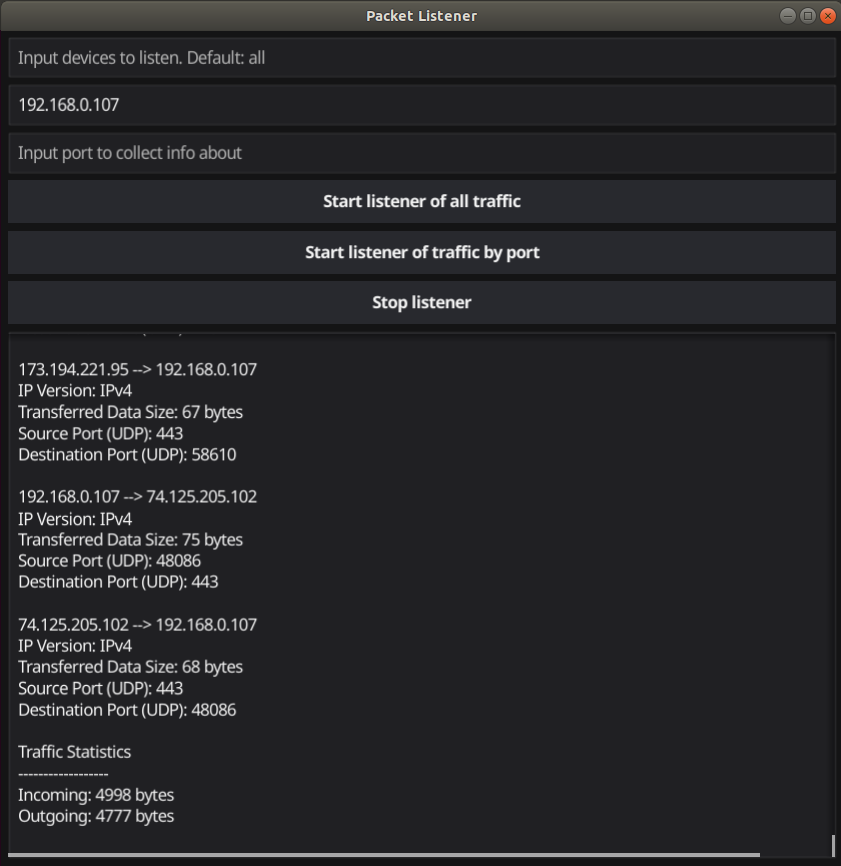 Packet Listener
Input devices to listen. Default: all
192.168.0.107
Input port to collect info about
Start listener of all traffic
Start listener of traffic by port
Stop listener
173.194.221.95 --> 192.168.0.107
IP Version: IPv4
Transferred Data Size: 67 bytes
Source Port (UDP): 443
Destination Port (UDP): 58610
192.168.0.107 --> 74.125.205.102
IP Version: IPv4
Transferred Data Size: 75 bytes
Source Port (UDP): 48086
Destination Port (UDP): 443
74.125.205.102 --> 192.168.0.107
IP Version: IPv4
Transferred Data Size: 68 bytes
Source Port (UDP): 443
Destination Port (UDP): 48086
Traffic Statistics
------------------
Incoming: 4998 bytes
Outgoing: 4777 bytes